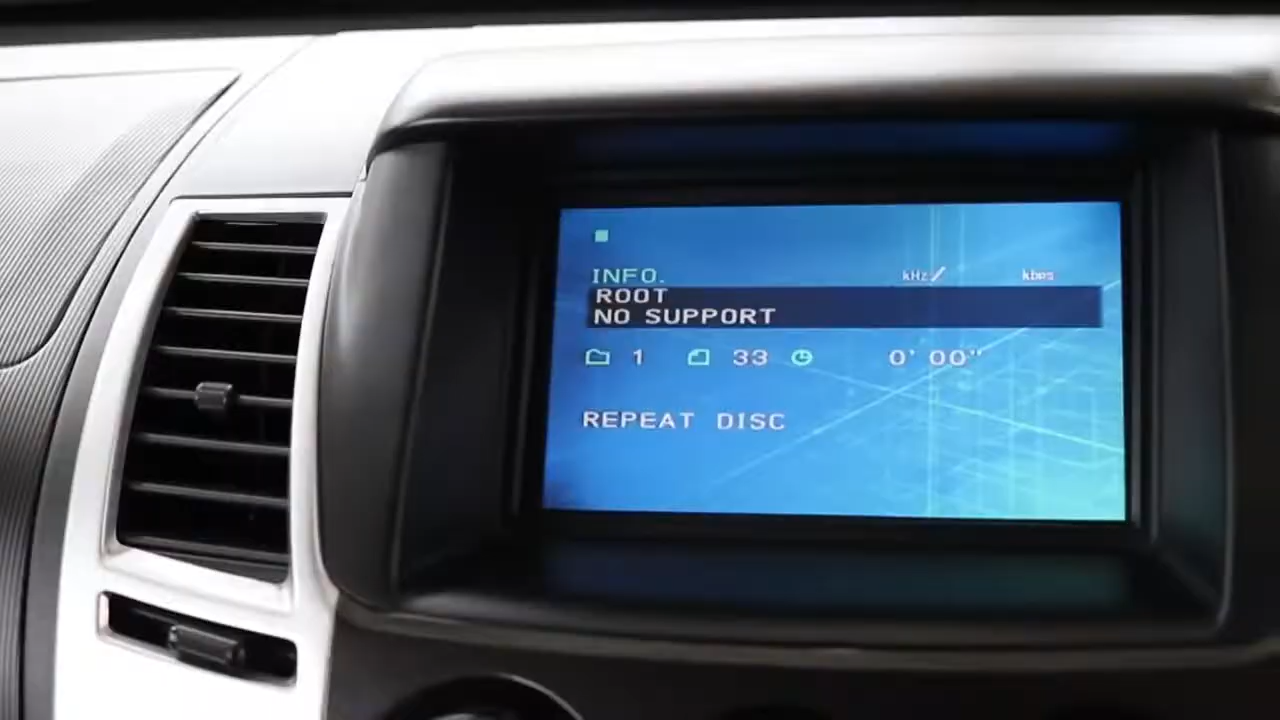 INFO. kHz/ kbps
ROOT
NO SUPPORT
1 33 0' 00"
REPEAT DISC